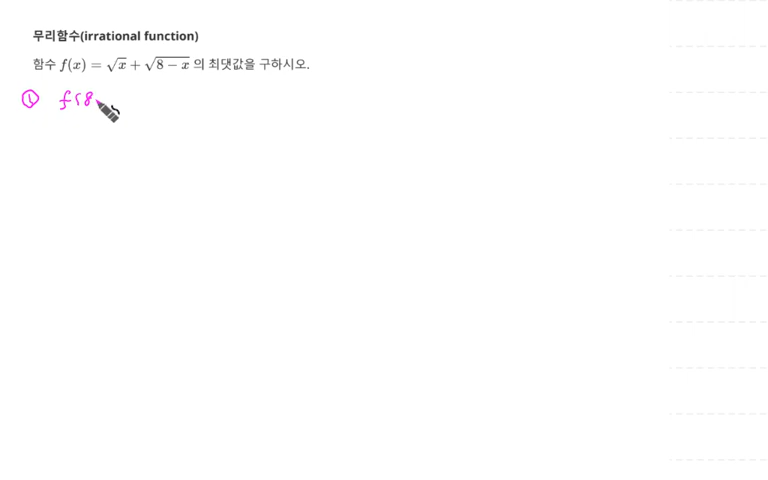 무리함수(irrational function)
함수 f(x) = √x + √(8 − x) 의 최댓값을 구하시오.
① f(8